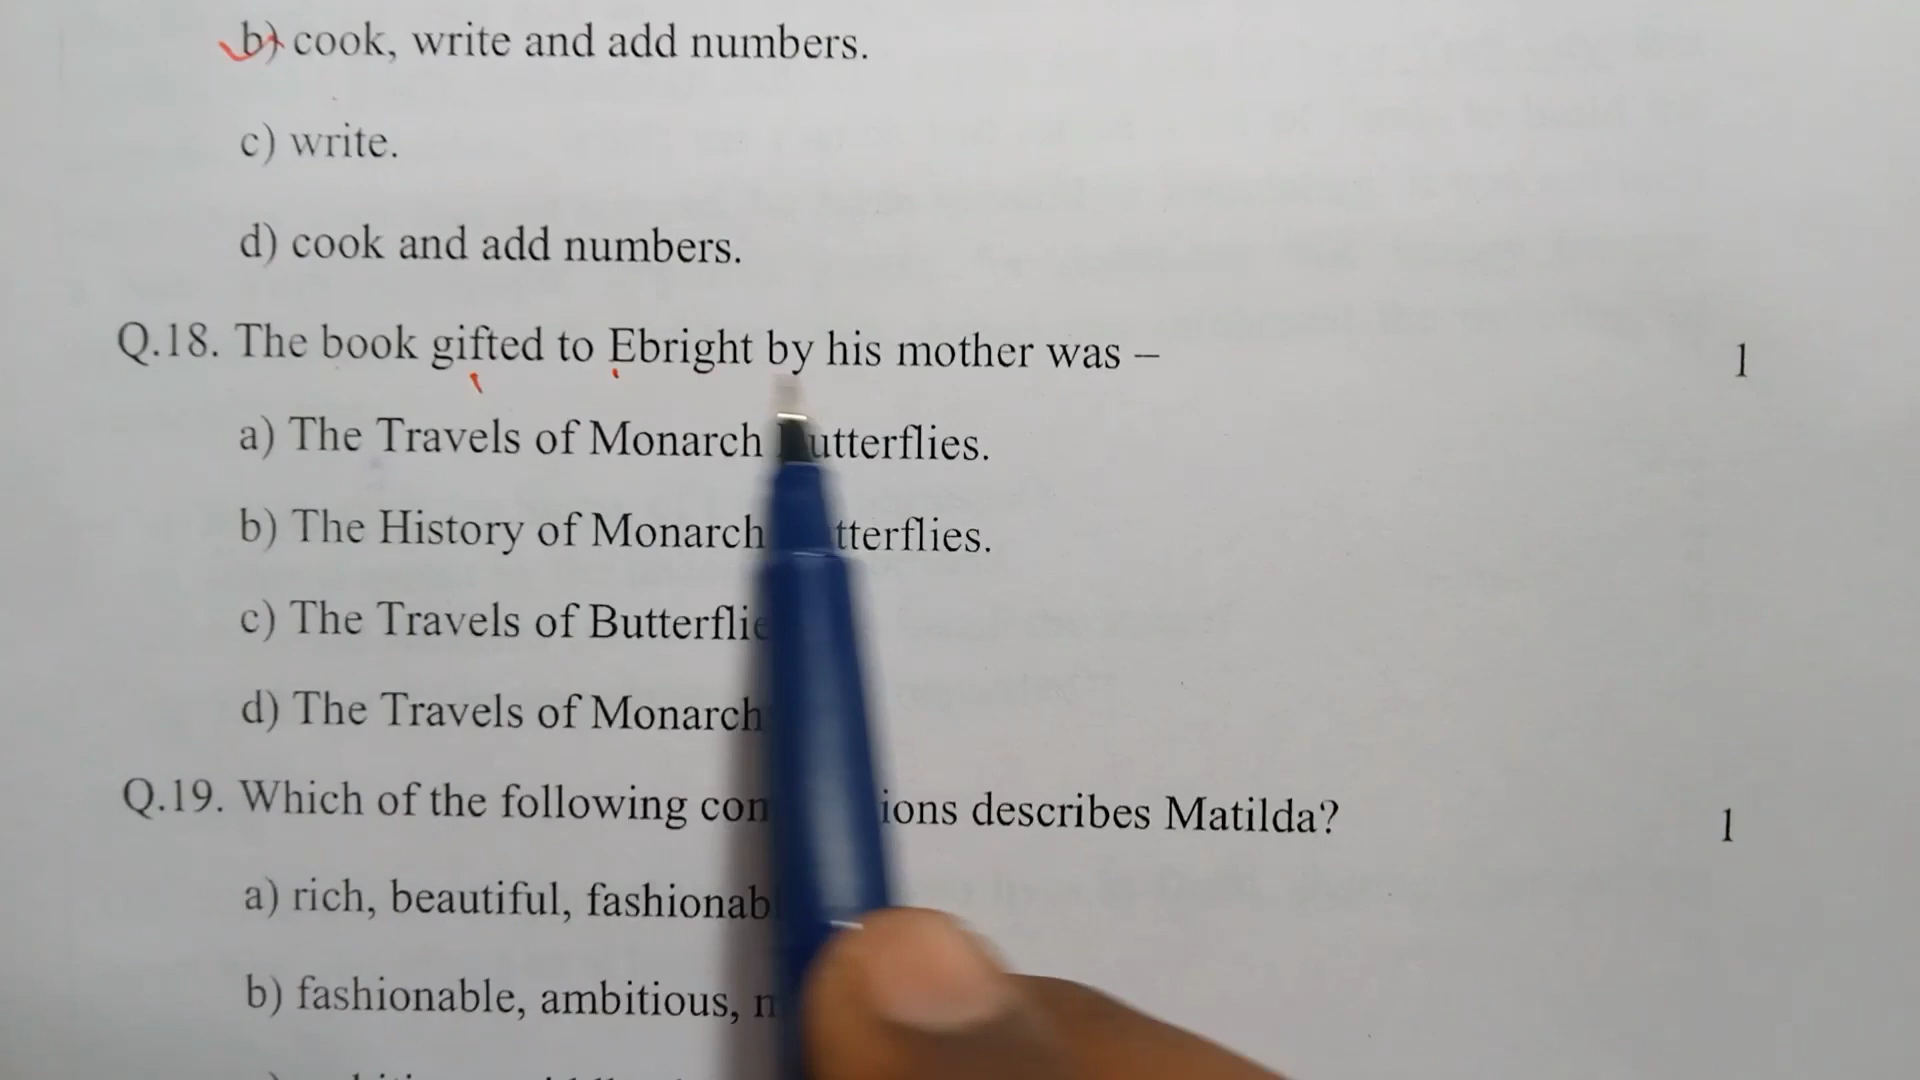 b) cook, write and add numbers.
c) write.
d) cook and add numbers.
Q.18. The book gifted to Ebright by his mother was – 1
a) The Travels of Monarch utterflies.
b) The History of Monarch tterflies.
c) The Travels of Butterflie
d) The Travels of Monarch
Q.19. Which of the following con ions describes Matilda? 1
a) rich, beautiful, fashionab
b) fashionable, ambitious,